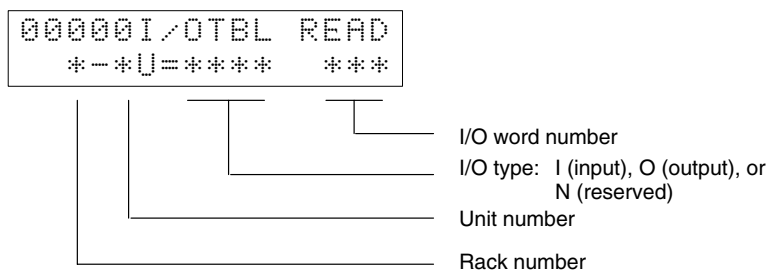 00000I/OTBL READ
*-*U=**** ***
I/O word number
I/O type: I (input), O (output), or
N (reserved)
Unit number
Rack number